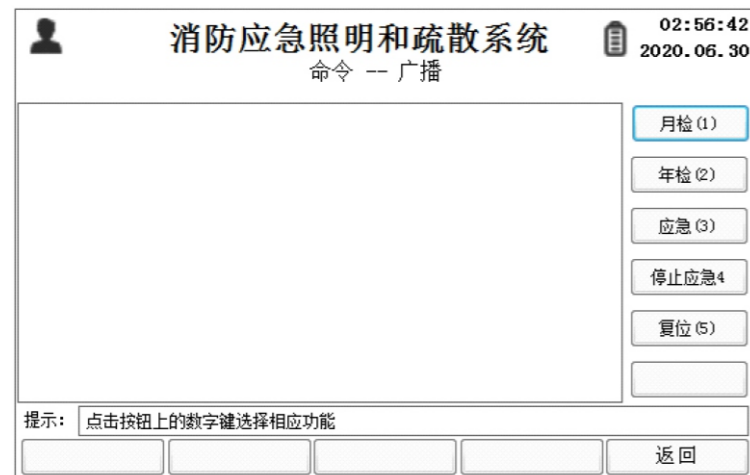 消防应急照明和疏散系统
02:56:42
2020.06.30
命令 -- 广播
月检(1)
年检(2)
应急(3)
停止应急4
复位(5)
提示： 点击按钮上的数字键选择相应功能
返回